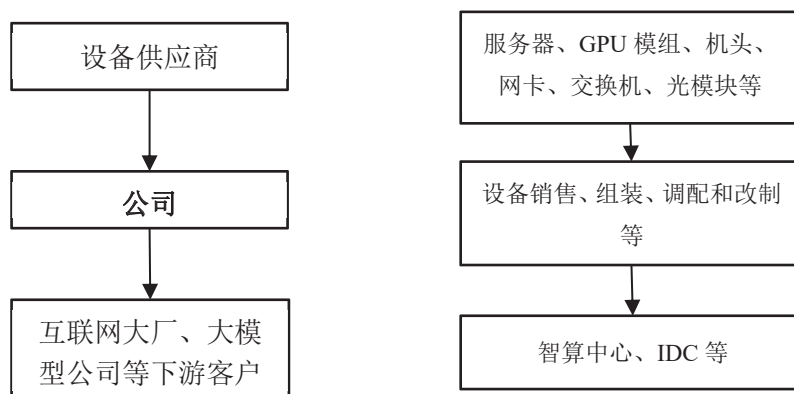 设备供应商
公司
互联网大厂、大模
型公司等下游客户
服务器、GPU 模组、机头、
网卡、交换机、光模块等
设备销售、组装、调配和改制
等
智算中心、IDC 等